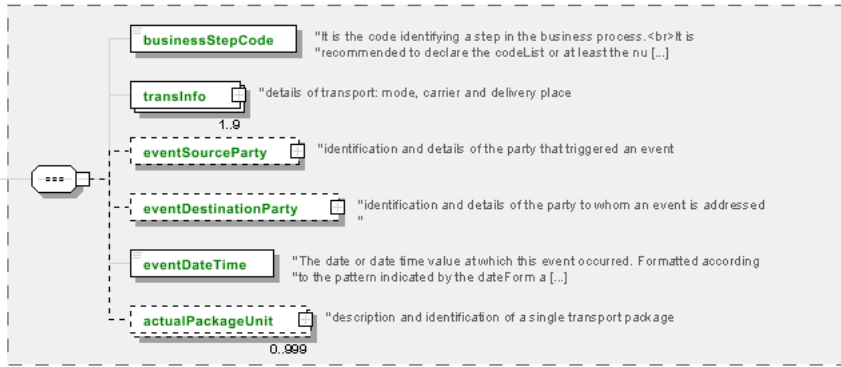 businessStepCode
"It is the code identifying a step in the business process.<br>It is
"recommended to declare the codeList or at least the nu [...]
transInfo
"details of transport: mode, carrier and delivery place
1..9
eventSourceParty
"identification and details of the party that triggered an event
eventDestinationParty
"identification and details of the party to whom an event is addressed
"
eventDateTime
"The date or date time value at which this event occurred. Formatted according
"to the pattern indicated by the dateForm a [...]
actualPackageUnit
"description and identification of a single transport package
0..999